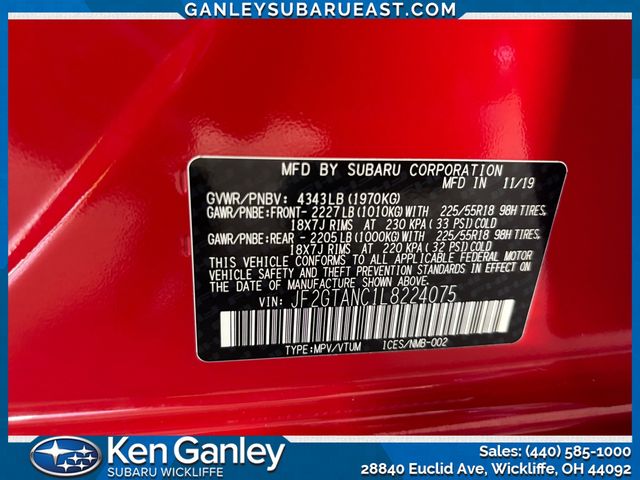 GANLEYSUBARUEAST.COM
MFD BY SUBARU CORPORATION
GVWR/PNBV: 4343LB (1970KG) MFD IN 11/19
GAWR/PNBE:FRONT- 2227LB (1010KG)WITH 225/55R18 98H TIRES,
18X7J RIMS AT 230 KPA (33 PSI)COLD
GAWR/PNBE:REAR - 2205LB (1000KG)WITH 225/55R18 98H TIRES,
18X7J RIMS AT 220 KPA (32 PSI)COLD
THIS VEHICLE CONFORMS TO ALL APPLICABLE FEDERAL MOTOR
VEHICLE SAFETY AND THEFT PREVENTION STANDARDS IN EFFECT
ON THE DATE OF MANUFACTURE SHOWN ABOVE.
VIN: JF2GTANC1L8224075
TYPE:MPV/VTUM ICES/NMB-002
Ken Ganley
SUBARU WICKLIFFE
Sales: (440) 585-1000
28840 Euclid Ave, Wickliffe, OH 44092